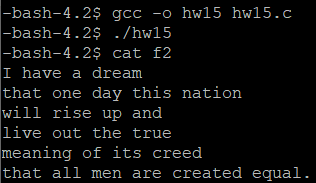 -bash-4.2$ gcc -o hw15 hw15.c
-bash-4.2$ ./hw15
-bash-4.2$ cat f2
I have a dream
that one day this nation
will rise up and
live out the true
meaning of its creed
that all men are created equal.